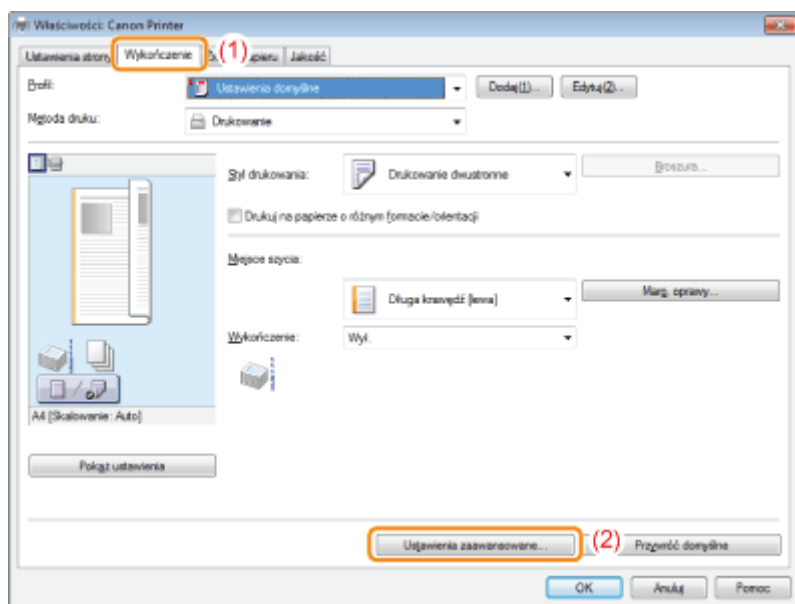 Właściwości: Canon Printer
Ustawienia strony Wykończenie (1) papieru Jakość
Profil: Ustawienia domyślne Dodaj(1)... Edytuj(2)...
Metoda druku: Drukowanie
Styl drukowania: Drukowanie dwustronne Broszura...
Drukuj na papierze o różnym formacie/orientacji
Miejsce szycia:
Długa krawędź [lewa] Marg. oprawy...
Wykończenie: Wył.
A4 [Skalowanie: Auto]
Pokaż ustawienia
Ustawienia zaawansowane... (2) Przywróć domyślne
OK Anuluj Pomoc